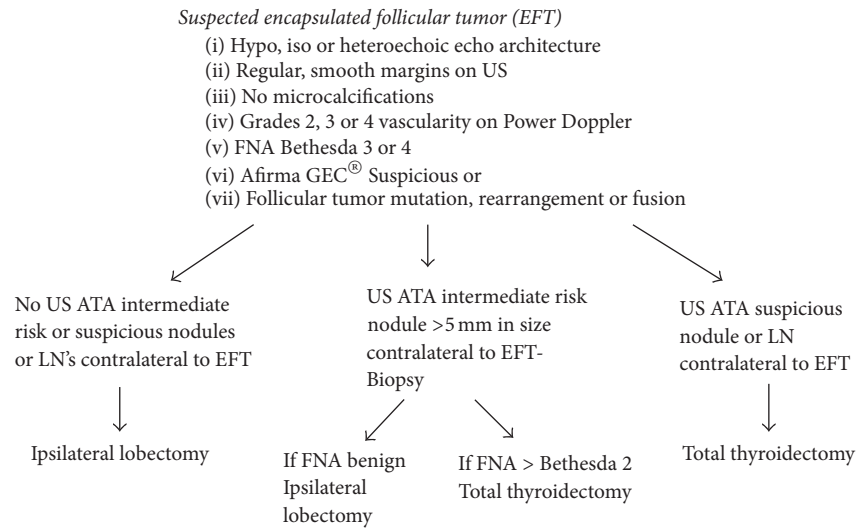 Suspected encapsulated follicular tumor (EFT)
(i) Hypo, iso or heteroechoic echo architecture
(ii) Regular, smooth margins on US
(iii) No microcalcifications
(iv) Grades 2, 3 or 4 vascularity on Power Doppler
(v) FNA Bethesda 3 or 4
(vi) Afirma GEC® Suspicious or
(vii) Follicular tumor mutation, rearrangement or fusion
No US ATA intermediate
risk or suspicious nodules
or LN's contralateral to EFT
US ATA intermediate risk
nodule >5 mm in size
contralateral to EFT-
Biopsy
US ATA suspicious
nodule or LN
contralateral to EFT
Ipsilateral lobectomy
If FNA benign
Ipsilateral
lobectomy
If FNA > Bethesda 2
Total thyroidectomy
Total thyroidectomy